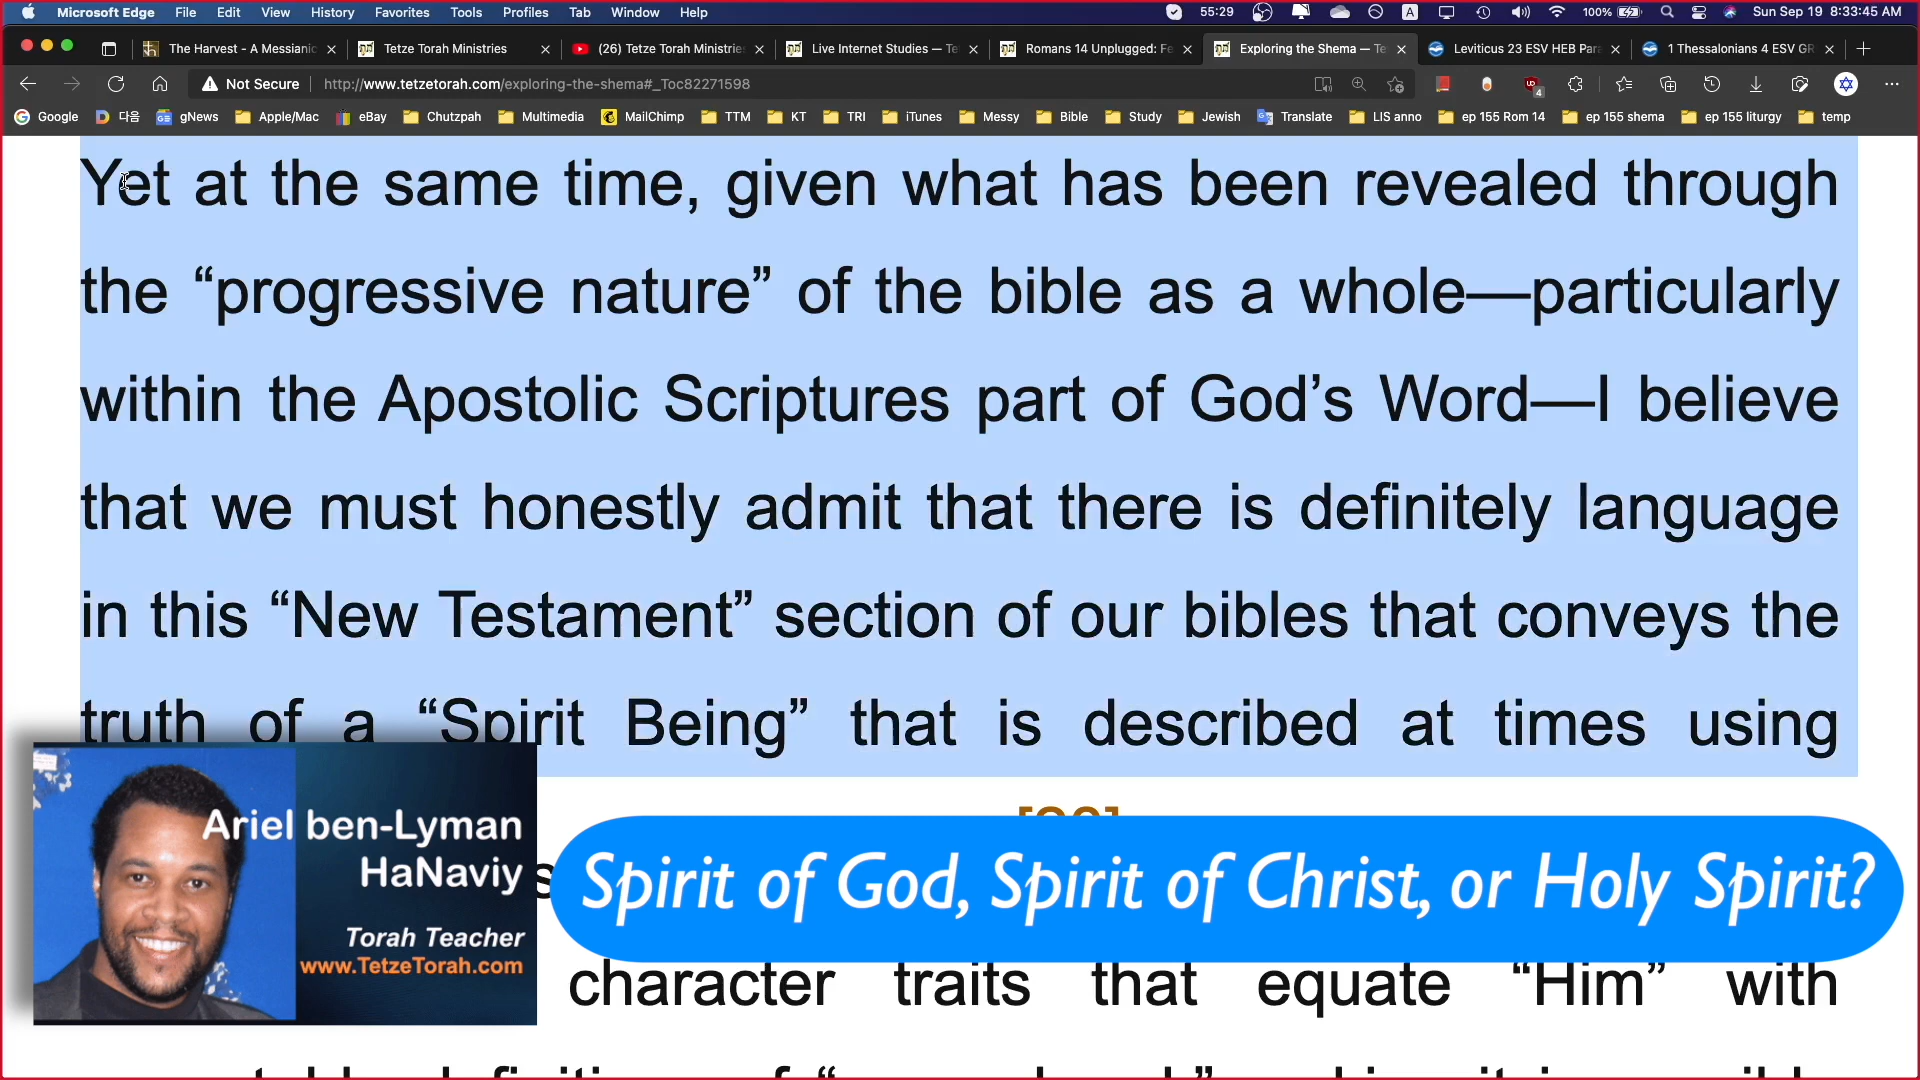 Microsoft Edge File Edit View History Favorites Tools Profiles Tab Window Help 55:29 A 100% Sun Sep 19 8:33:45 AM
The Harvest - A Messianic Tetze Torah Ministries (26) Tetze Torah Ministrie Live Internet Studies — Te Romans 14 Unplugged: Fe Exploring the Shema — Te Leviticus 23 ESV HEB Para 1 Thessalonians 4 ESV GR
Not Secure http://www.tetzetorah.com/exploring-the-shema#_Toc82271598
Google 다음 gNews Apple/Mac eBay Chutzpah Multimedia MailChimp TTM KT TRI iTunes Messy Bible Study Jewish Translate LIS anno ep 155 Rom 14 ep 155 shema ep 155 liturgy temp
Yet at the same time, given what has been revealed through
the “progressive nature” of the bible as a whole—particularly
within the Apostolic Scriptures part of God’s Word—I believe
that we must honestly admit that there is definitely language
in this “New Testament” section of our bibles that conveys the
truth of a “Spirit Being” that is described at times using
Ariel ben-Lyman
HaNaviy
Torah Teacher
www.TetzeTorah.com
Spirit of God, Spirit of Christ, or Holy Spirit?
character traits that equate “Him” with